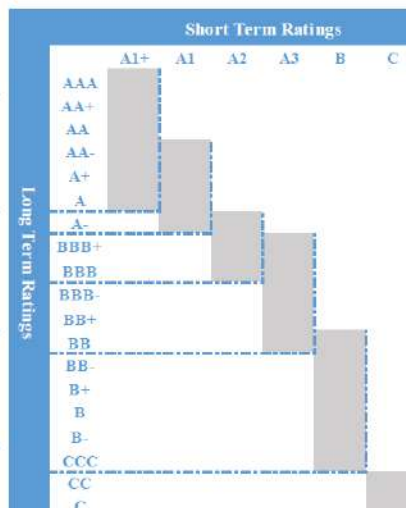 Short Term Ratings
A1+ A1 A2 A3 B C
Long Term Ratings
AAA
AA+
AA
AA-
A+
A
A-
BBB+
BBB
BBB-
BB+
BB
BB-
B+
B
B-
CCC
CC
C